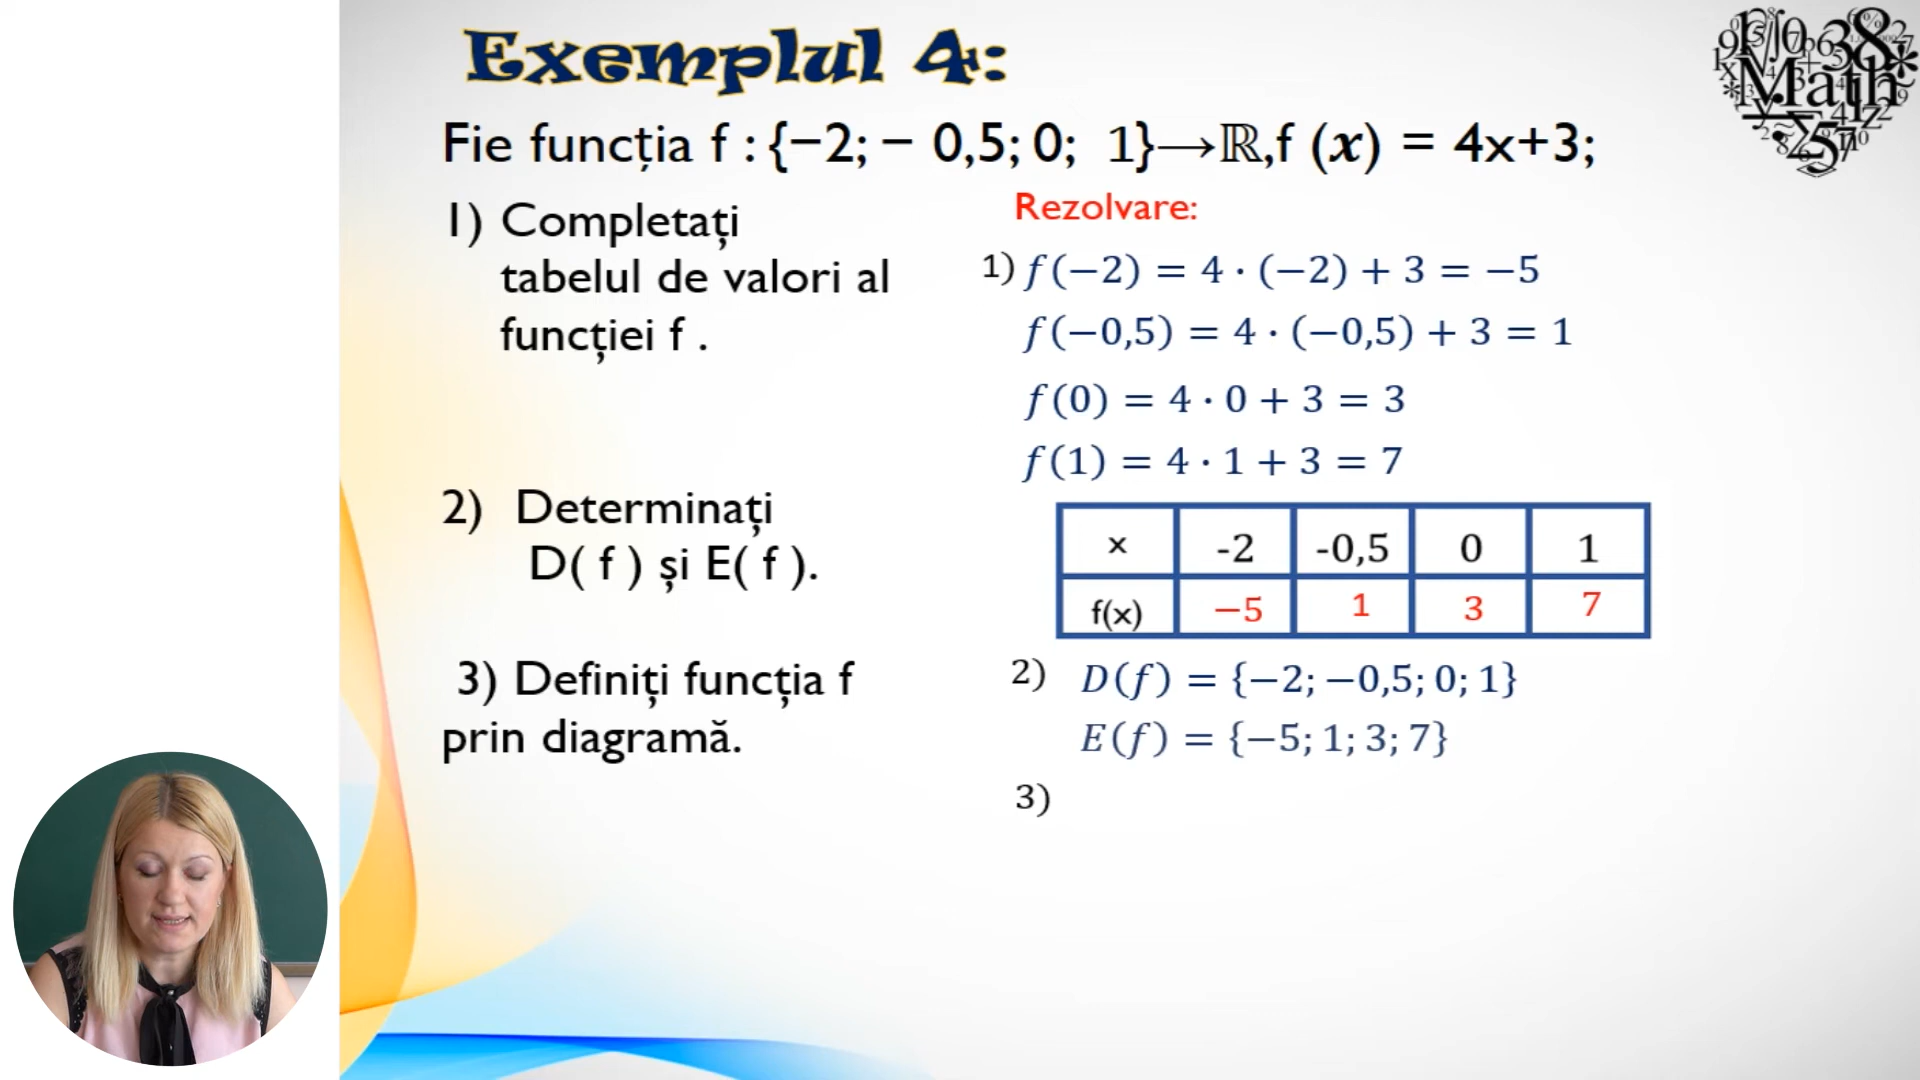 Exemplul 4:
Fie funcția f : {−2; − 0,5; 0; 1}→ℝ,f (x) = 4x+3;
1) Completați
tabelul de valori al
funcției f .
2) Determinați
D( f ) și E( f ).
3) Definiți funcția f
prin diagramă.
Rezolvare:
1) f(−2) = 4 · (−2) + 3 = −5
f(−0,5) = 4 · (−0,5) + 3 = 1
f(0) = 4 · 0 + 3 = 3
f(1) = 4 · 1 + 3 = 7
x -2 -0,5 0 1
f(x) −5 1 3 7
2) D(f) = {−2; −0,5; 0; 1}
E(f) = {−5; 1; 3; 7}
3)
Math